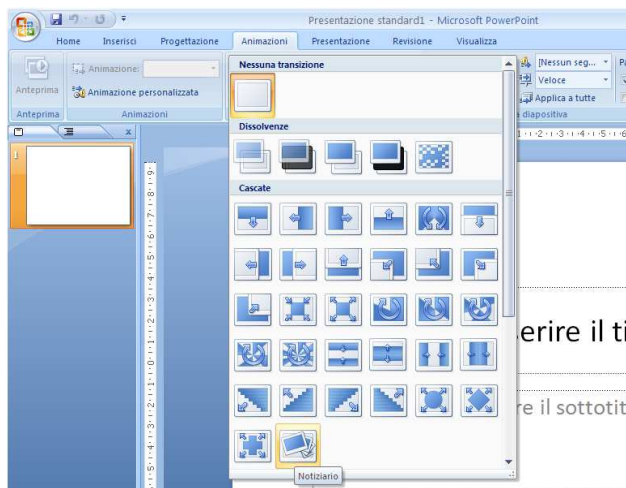 Presentazione standard1 - Microsoft PowerPoint
Home Inserisci Progettazione Animazioni Presentazione Revisione Visualizza
Anteprima
Animazione:
Animazione personalizzata
Anteprima Animazioni
Nessuna transizione
[Nessun seg...
Veloce
Applica a tutte
diapositiva
Dissolvenze
1
Cascate
erire il ti
re il sottotit
Notiziario